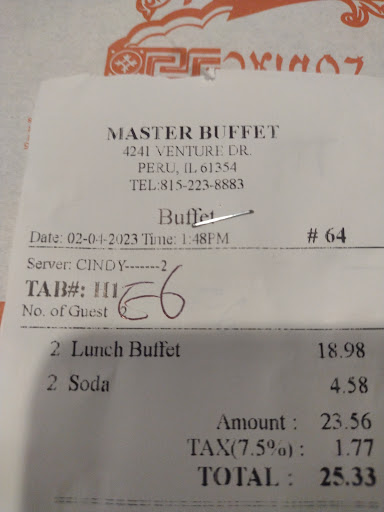 MASTER BUFFET
4241 VENTURE DR.
PERU, IL 61354
TEL:815-223-8883
Buffet
Date: 02-04-2023 Time: 1:48PM # 64
Server: CINDY-------2
TAB#: H1 E6
No. of Guest
2 Lunch Buffet 18.98
2 Soda 4.58
Amount : 23.56
TAX(7.5%) : 1.77
TOTAL : 25.33